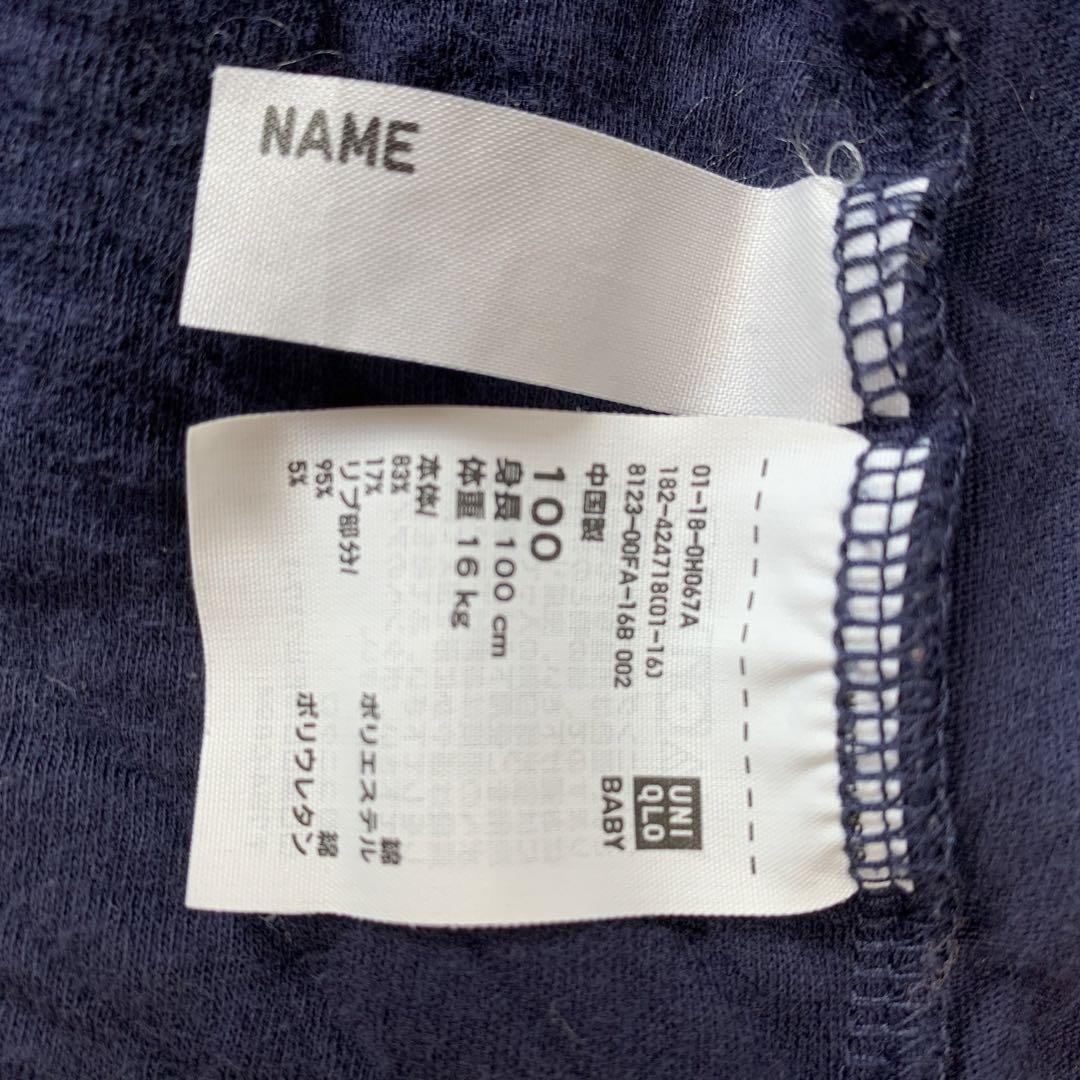 NAME
UNI
QLO
BABY
01-18-0H067A
182-424718(01-16)
8123-00FA-16B 002
中国製
100
身長 100 cm
体重 16 kg
本体/
83% 綿
17% ポリエステル
リブ部分/
95% 綿
5% ポリウレタン